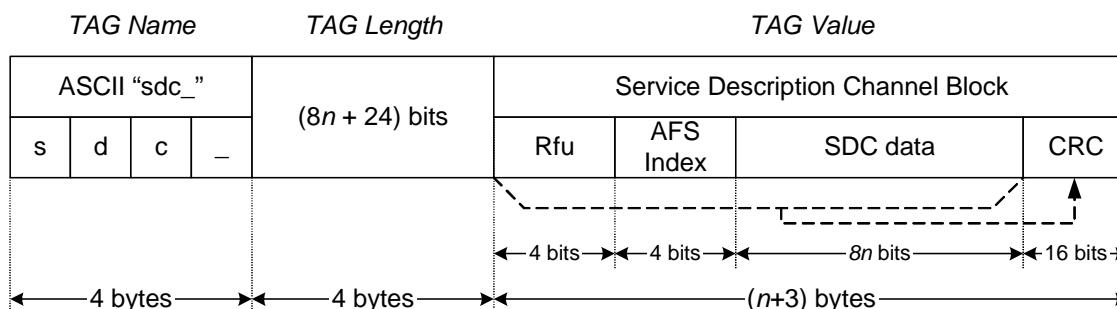 TAG Name TAG Length TAG Value
ASCII “sdc_” Service Description Channel Block
(8n + 24) bits
s d c _ Rfu AFS Index SDC data CRC
4 bits 4 bits 8n bits 16 bits
4 bytes 4 bytes (n+3) bytes